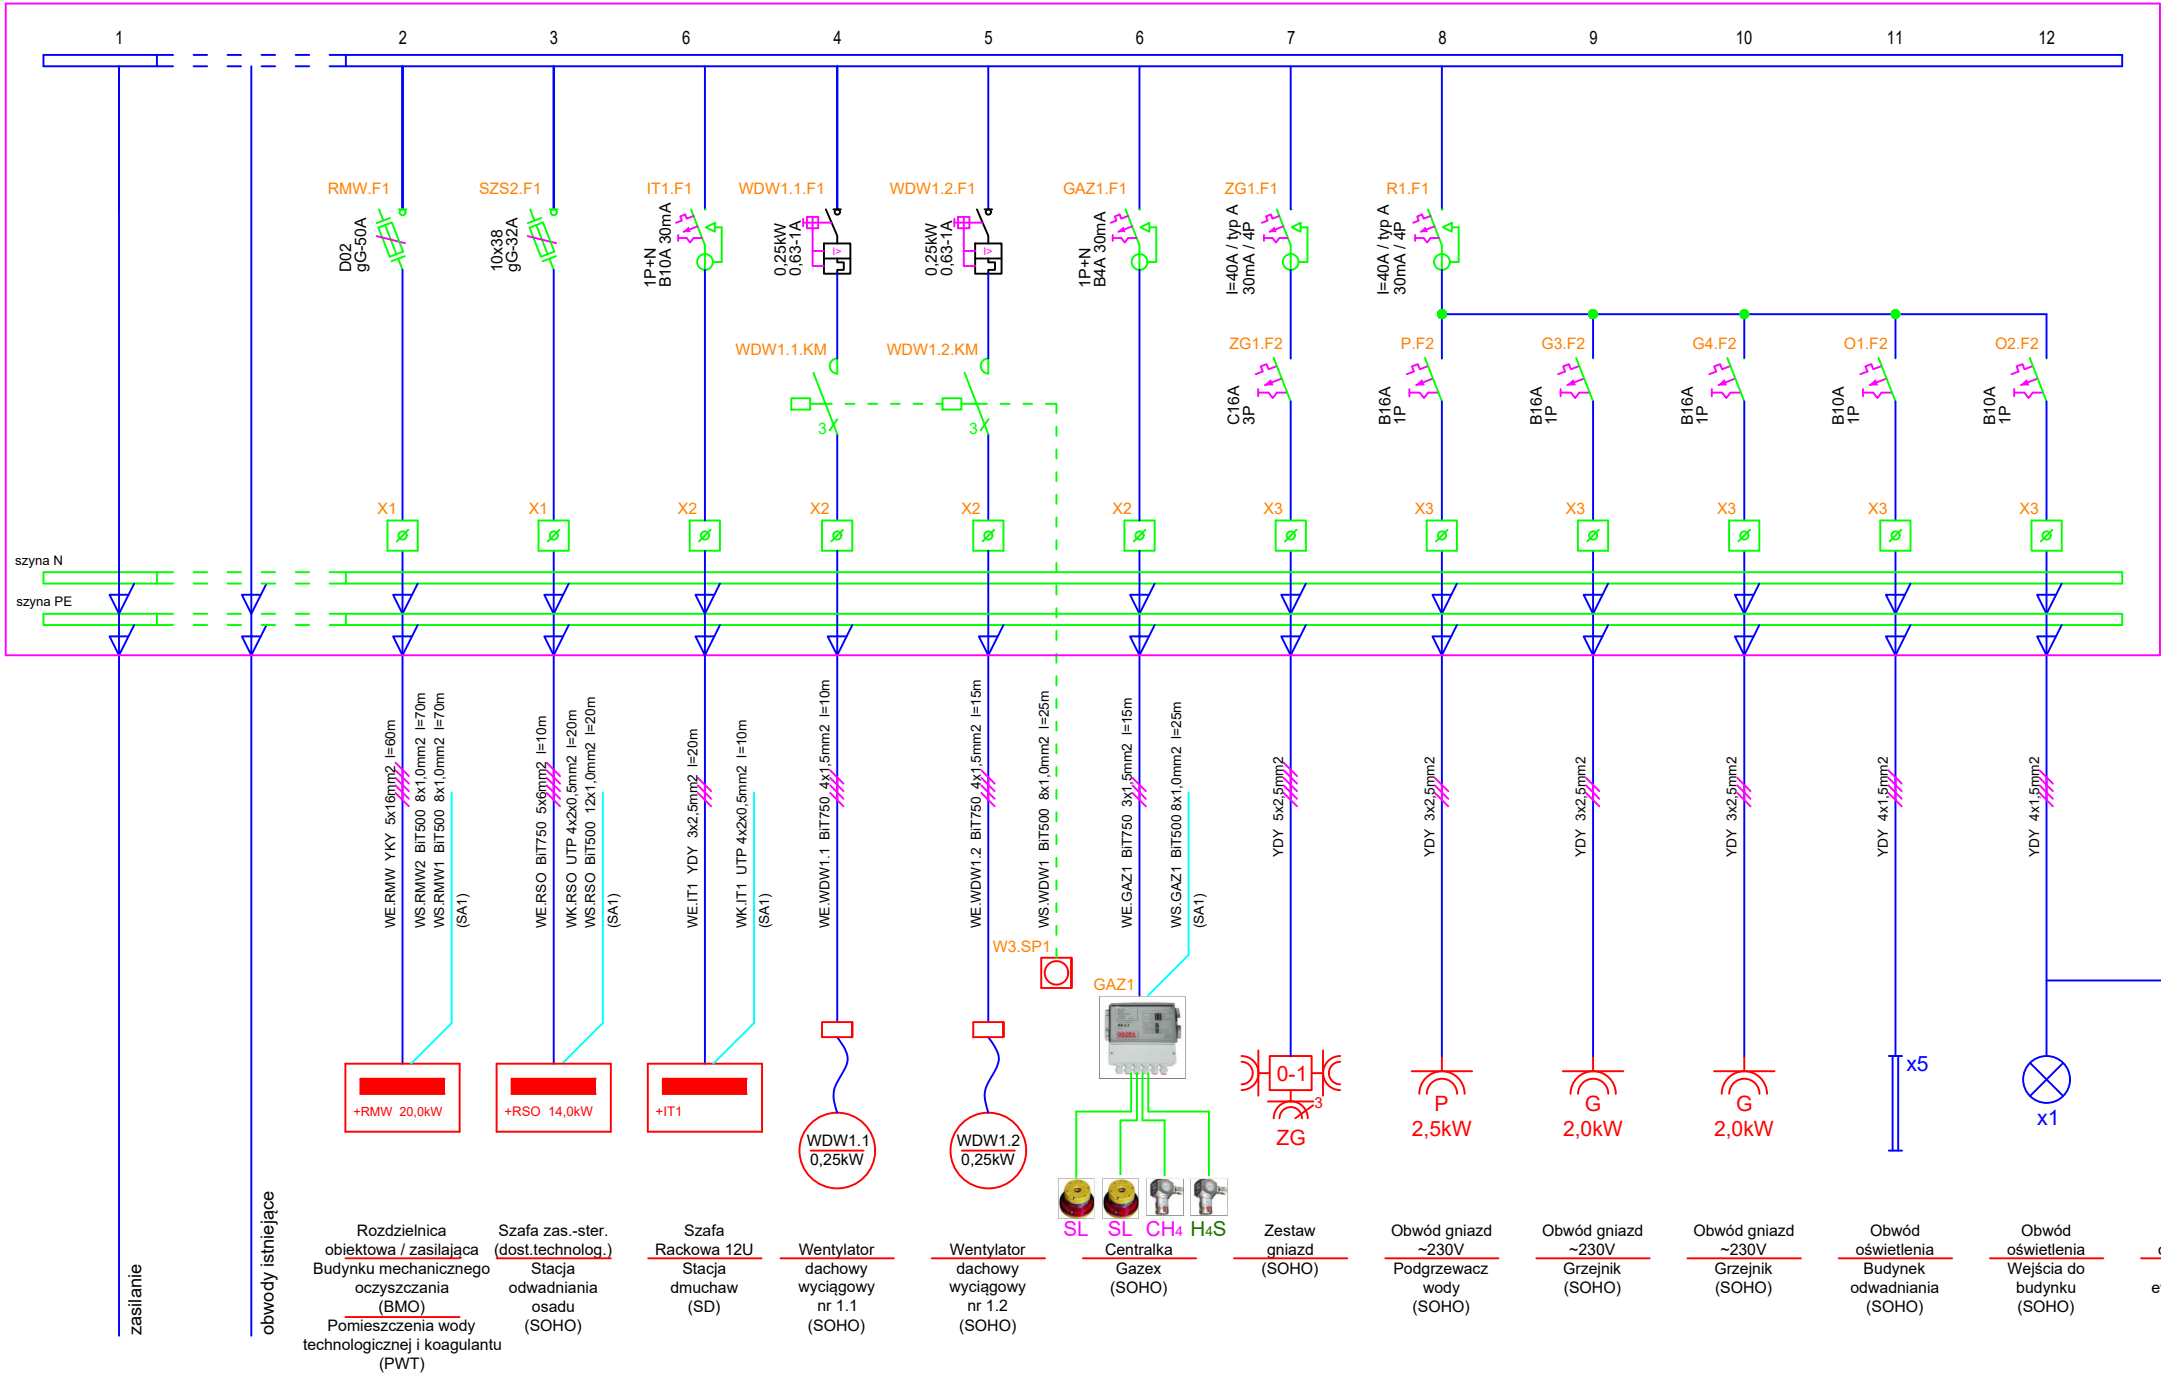 1
2
3
6
4
5
6
7
8
9
10
11
12
RMW.F1
D02
gG-50A
SZS2.F1
10x38
gG-32A
IT1.F1
1P+N
B10A 30mA
WDW1.1.F1
0,25kW
0,63-1A
WDW1.2.F1
0,25kW
0,63-1A
GAZ1.F1
1P+N
B4A 30mA
ZG1.F1
I=40A / typ A
30mA / 4P
R1.F1
I=40A / typ A
30mA / 4P
WDW1.1.KM
3
WDW1.2.KM
3
ZG1.F2
C16A
3P
P.F2
B16A
1P
G3.F2
B16A
1P
G4.F2
B16A
1P
O1.F2
B10A
1P
O2.F2
B10A
1P
X1
X1
X2
X2
X2
X2
X3
X3
X3
X3
X3
X3
szyna N
szyna PE
WE.RMW YKY 5x16mm2 l=60m
WS.RMW2 BiT500 8x1,0mm2 l=70m
WS.RMW1 BiT500 8x1,0mm2 l=70m
(SA1)
WE.RSO BiT750 5x6mm2 l=10m
WK.RSO UTP 4x2x0,5mm2 l=20m
WS.RSO BiT500 12x1,0mm2 l=20m
(SA1)
WE.IT1 YDY 3x2,5mm2 l=20m
WK.IT1 UTP 4x2x0,5mm2 l=10m
(SA1)
WE.WDW1.1 BiT750 4x1,5mm2 l=10m
WE.WDW1.2 BiT750 4x1,5mm2 l=15m
WS.WDW1 BiT500 8x1,0mm2 l=25m
WE.GAZ1 BiT750 3x1,5mm2 l=15m
WS.GAZ1 BiT500 8x1,0mm2 l=25m
(SA1)
YDY 5x2,5mm2
YDY 3x2,5mm2
YDY 3x2,5mm2
YDY 3x2,5mm2
YDY 4x1,5mm2
YDY 4x1,5mm2
W3.SP1
GAZ1
+RMW 20,0kW
+RSO 14,0kW
+IT1
WDW1.1
0,25kW
WDW1.2
0,25kW
SL
SL
CH4
H4S
0-1
3
ZG
P
2,5kW
G
2,0kW
G
2,0kW
x5
x1
zasilanie
obwody istniejące
Rozdzielnica
obiektowa / zasilająca
Budynku mechanicznego
oczyszczania
(BMO)
Pomieszczenia wody
technologicznej i koagulantu
(PWT)
Szafa zas.-ster.
(dost.technolog.)
Stacja
odwadniania
osadu
(SOHO)
Szafa
Rackowa 12U
Stacja
dmuchaw
(SD)
Wentylator
dachowy
wyciągowy
nr 1.1
(SOHO)
Wentylator
dachowy
wyciągowy
nr 1.2
(SOHO)
Centralka
Gazex
(SOHO)
Zestaw
gniazd
(SOHO)
Obwód gniazd
~230V
Podgrzewacz
wody
(SOHO)
Obwód gniazd
~230V
Grzejnik
(SOHO)
Obwód gniazd
~230V
Grzejnik
(SOHO)
Obwód
oświetlenia
Budynek
odwadniania
(SOHO)
Obwód
oświetlenia
Wejścia do
budynku
(SOHO)